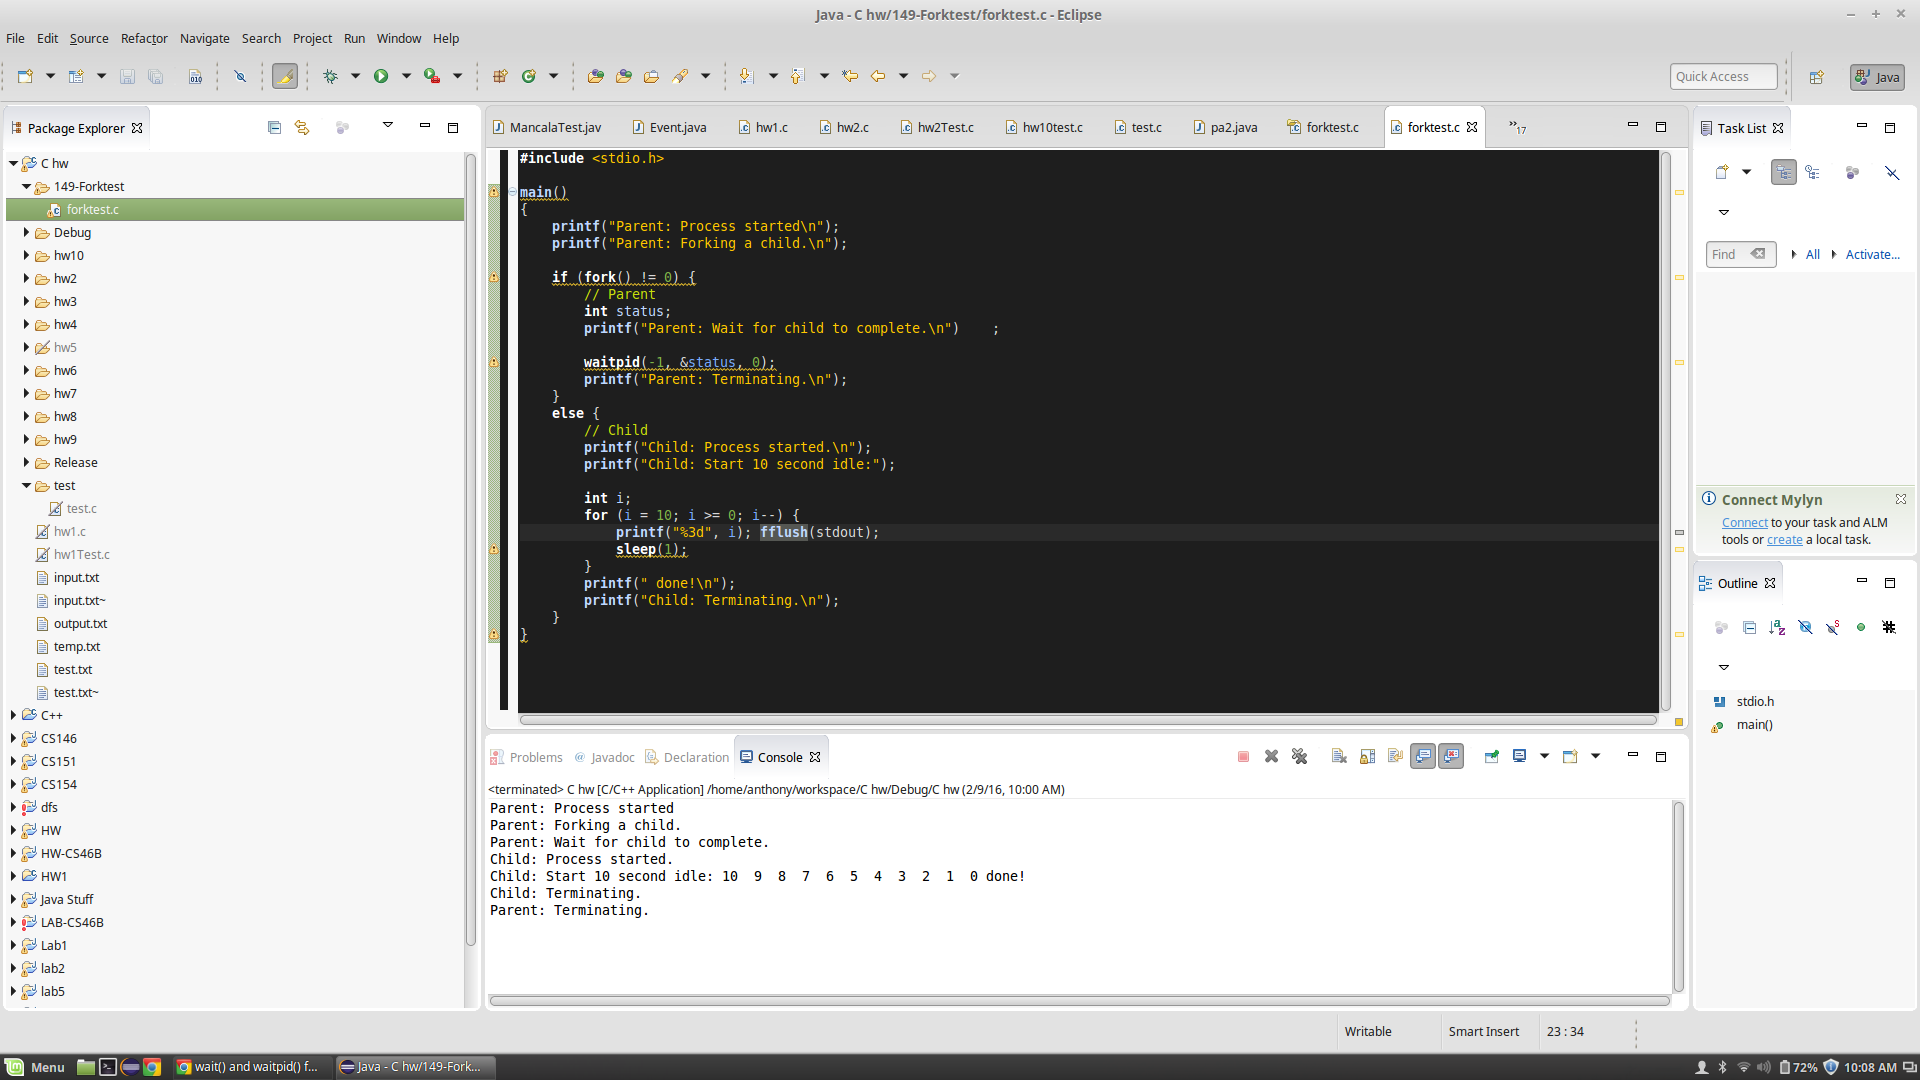 Java - C hw/149-Forktest/forktest.c - Eclipse
File Edit Source Refactor Navigate Search Project Run Window Help
Quick Access
Java
Package Explorer
C hw
149-Forktest
forktest.c
Debug
hw10
hw2
hw3
hw4
hw5
hw6
hw7
hw8
hw9
Release
test
test.c
hw1.c
hw1Test.c
input.txt
input.txt~
output.txt
temp.txt
test.txt
test.txt~
C++
CS146
CS151
CS154
dfs
HW
HW-CS46B
HW1
Java Stuff
LAB-CS46B
Lab1
lab2
lab5
MancalaTest.jav Event.java hw1.c hw2.c hw2Test.c hw10test.c test.c pa2.java forktest.c forktest.c »17
#include <stdio.h>
main()
{
printf("Parent: Process started\n");
printf("Parent: Forking a child.\n");
if (fork() != 0) {
// Parent
int status;
printf("Parent: Wait for child to complete.\n")    ;
waitpid(-1, &status, 0);
printf("Parent: Terminating.\n");
}
else {
// Child
printf("Child: Process started.\n");
printf("Child: Start 10 second idle:");
int i;
for (i = 10; i >= 0; i--) {
printf("%3d", i); fflush(stdout);
sleep(1);
}
printf(" done!\n");
printf("Child: Terminating.\n");
}
}
Problems Javadoc Declaration Console
<terminated> C hw [C/C++ Application] /home/anthony/workspace/C hw/Debug/C hw (2/9/16, 10:00 AM)
Parent: Process started
Parent: Forking a child.
Parent: Wait for child to complete.
Child: Process started.
Child: Start 10 second idle: 10  9  8  7  6  5  4  3  2  1  0 done!
Child: Terminating.
Parent: Terminating.
Task List
Find All Activate...
Connect Mylyn
Connect to your task and ALM
tools or create a local task.
Outline
stdio.h
main()
Writable Smart Insert 23 : 34
Menu wait() and waitpid() f... Java - C hw/149-Fork... 72% 10:08 AM